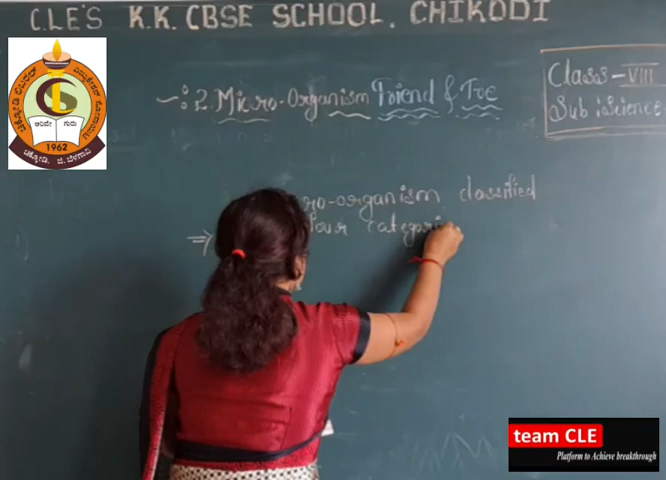 C.L.E'S K.K. CBSE SCHOOL, CHIKODI
~: 2. Micro-Organism Friend & Foe
Class - VIII
Sub : Science
ro-organism classified
four categori
1962
team CLE
Platform to Achieve breakthrough